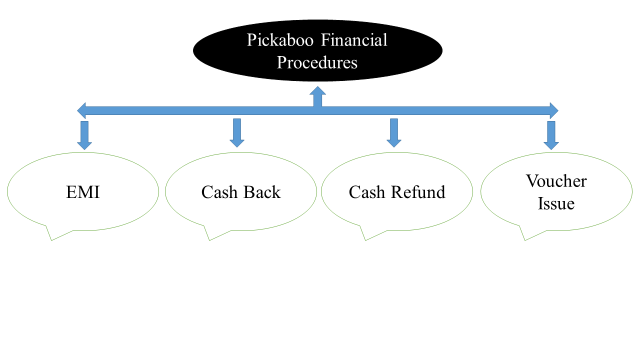 Pickaboo Financial
Procedures
EMI
Cash Back
Cash Refund
Voucher
Issue